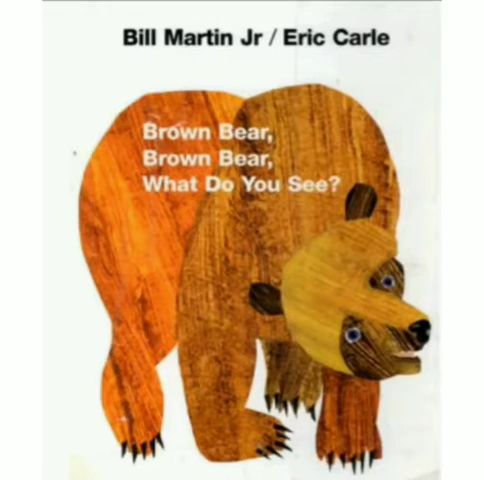 Bill Martin Jr / Eric Carle
Brown Bear,
Brown Bear,
What Do You See?